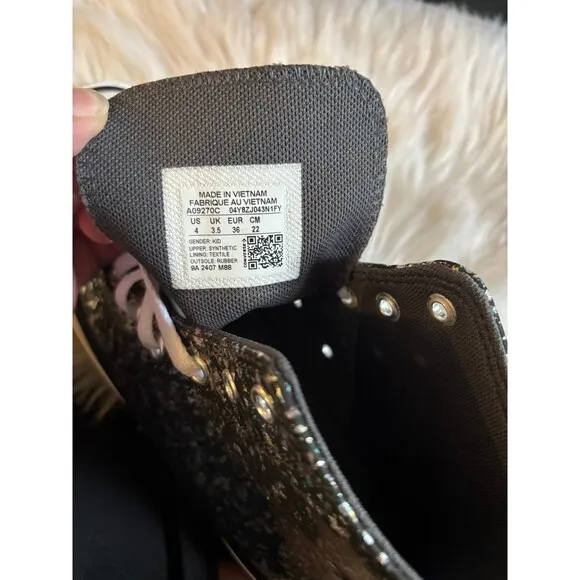 MADE IN VIETNAM
FABRIQUE AU VIETNAM
A09270C 04Y8ZJ043N1FY
US UK EUR CM
4 3.5 36 22
GENDER: KID
UPPER: SYNTHETIC
LINING: TEXTILE
OUTSOLE: RUBBER
9A 2407 M88
CONVERSE